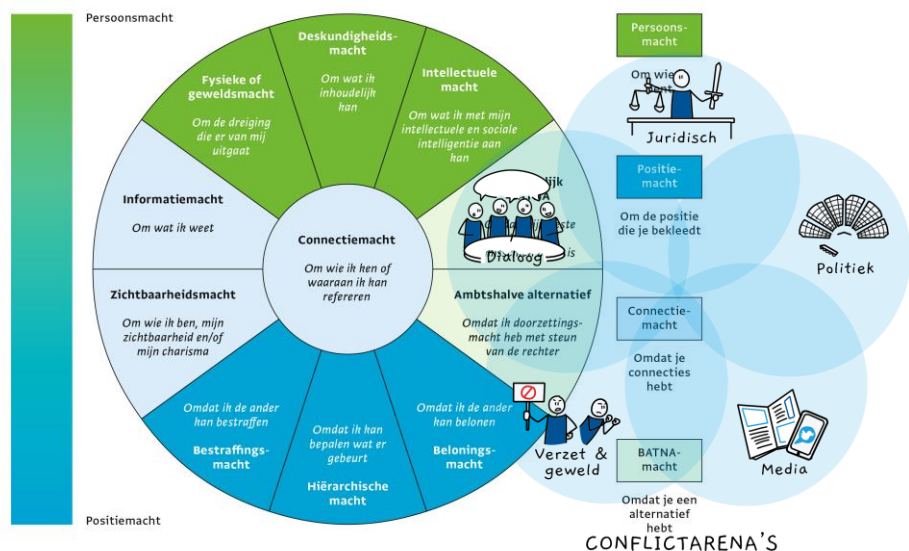 Persoonsmacht
Deskundigheids-
macht
Om wat ik
inhoudelijk
kan
Fysieke of
geweldsmacht
Om de dreiging
die er van mij
uitgaat
Intellectuele
macht
Om wat ik met mijn
intellectuele en sociale
intelligentie aan
kan
Informatiemacht
Om wat ik weet
Connectiemacht
Om wie ik ken of
waaraan ik kan
refereren
Zichtbaarheidsmacht
Om wie ik ben, mijn
zichtbaarheid en/of
mijn charisma
Ambtshalve alternatief
Omdat ik doorzettings-
macht heb met steun
van de rechter
Omdat ik de ander
kan bestraffen
Bestraffings-
macht
Omdat ik kan
bepalen wat er
gebeurt
Hiërarchische
macht
Omdat ik de ander
kan belonen
Belonings-
macht
Positiemacht
Persoons-
macht
Om wie
Juridisch
Positie-
macht
Om de positie
die je bekleedt
Dialoog
is
Politiek
Connectie-
macht
Omdat je
connecties
hebt
Verzet &
geweld
BATNA-
macht
Omdat je een
alternatief
hebt
Media
CONFLICTARENA'S